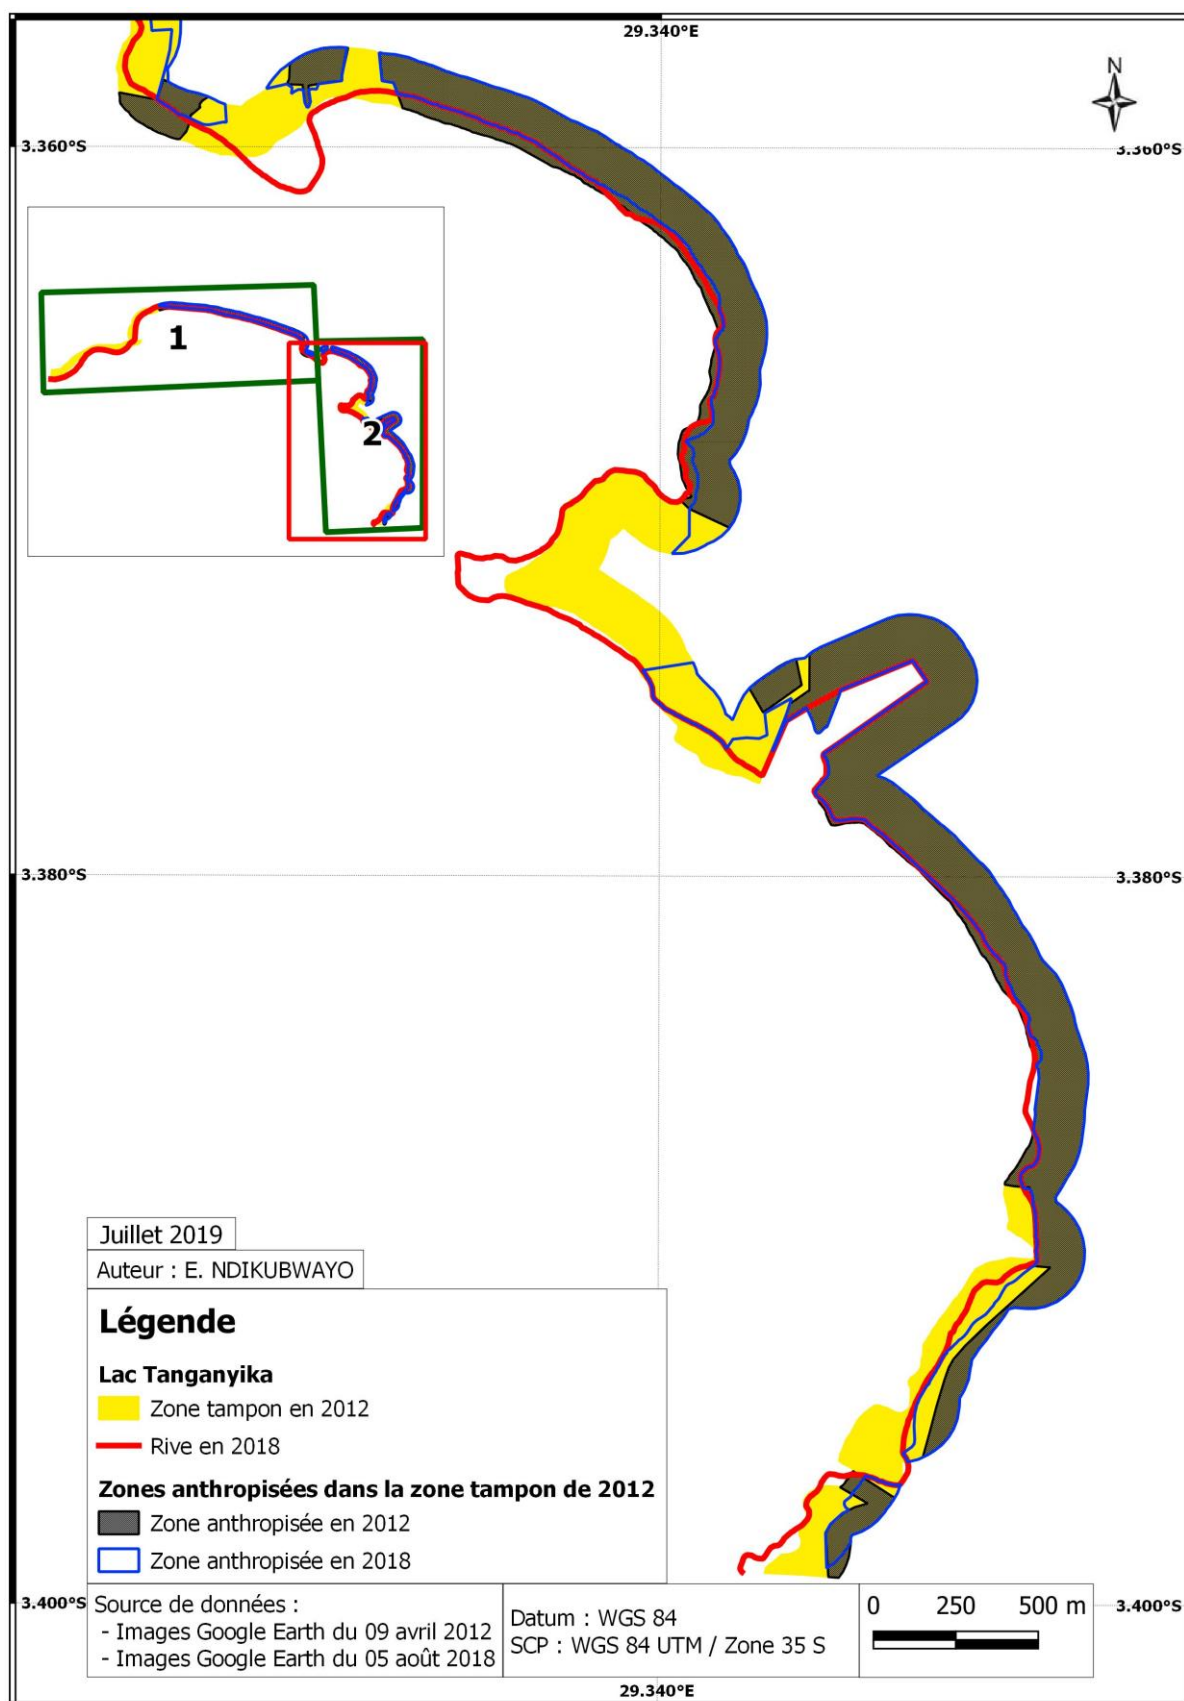 29.340°E
N
3.360°S
3.360°S
1
2
3.380°S
3.380°S
Juillet 2019
Auteur : E. NDIKUBWAYO
Légende
Lac Tanganyika
Zone tampon en 2012
Rive en 2018
Zones anthropisées dans la zone tampon de 2012
Zone anthropisée en 2012
Zone anthropisée en 2018
3.400°S
3.400°S
Source de données :
- Images Google Earth du 09 avril 2012
- Images Google Earth du 05 août 2018
Datum : WGS 84
SCP : WGS 84 UTM / Zone 35 S
0 250 500 m
29.340°E